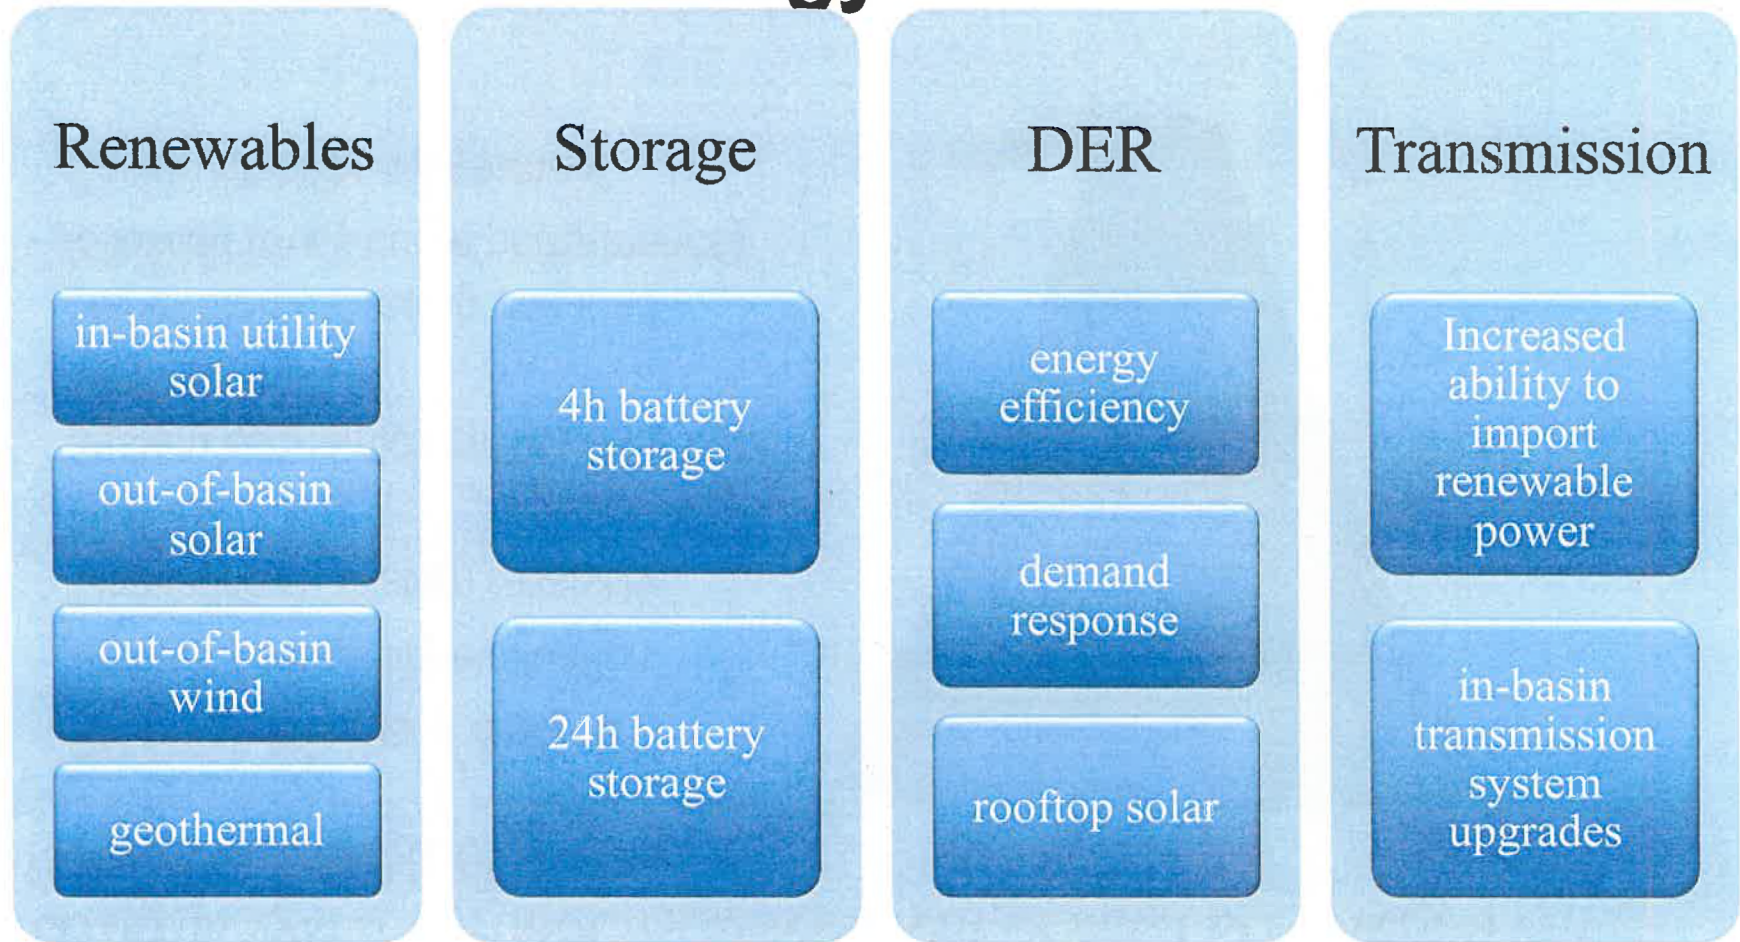 Renewables
in-basin utility
solar
out-of-basin
solar
out-of-basin
wind
geothermal
Storage
4h battery
storage
24h battery
storage
DER
energy
efficiency
demand
response
rooftop solar
Transmission
Increased
ability to
import
renewable
power
in-basin
transmission
system
upgrades